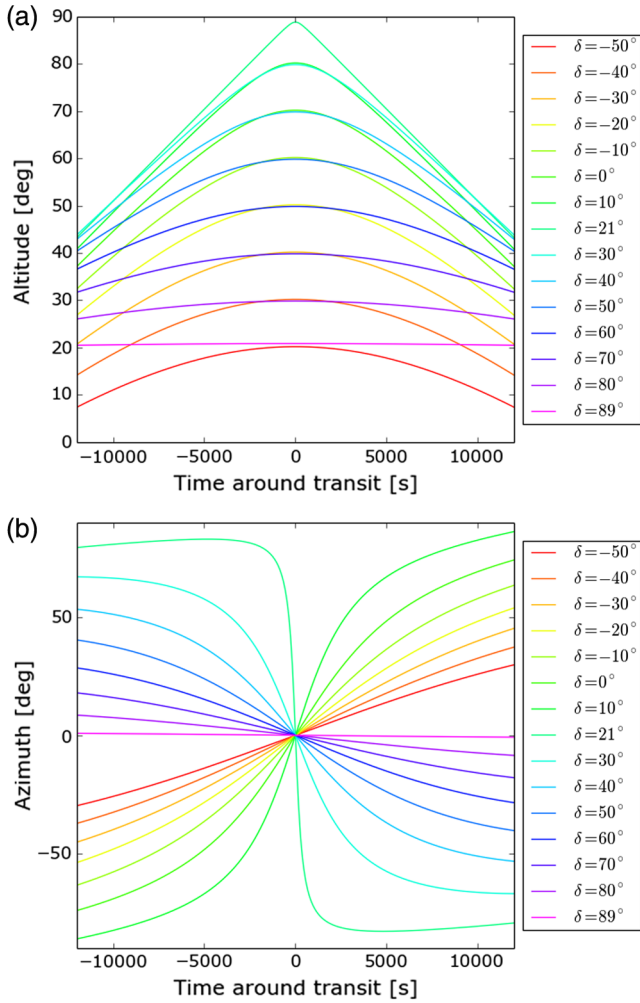 (a)
90
80
70
60
50
40
30
20
10
0
Altitude [deg]
−10000 −5000 0 5000 10000
Time around transit [s]
δ=−50°
δ=−40°
δ=−30°
δ=−20°
δ=−10°
δ=0°
δ=10°
δ=21°
δ=30°
δ=40°
δ=50°
δ=60°
δ=70°
δ=80°
δ=89°
(b)
50
0
−50
Azimuth [deg]
−10000 −5000 0 5000 10000
Time around transit [s]
δ=−50°
δ=−40°
δ=−30°
δ=−20°
δ=−10°
δ=0°
δ=10°
δ=21°
δ=30°
δ=40°
δ=50°
δ=60°
δ=70°
δ=80°
δ=89°